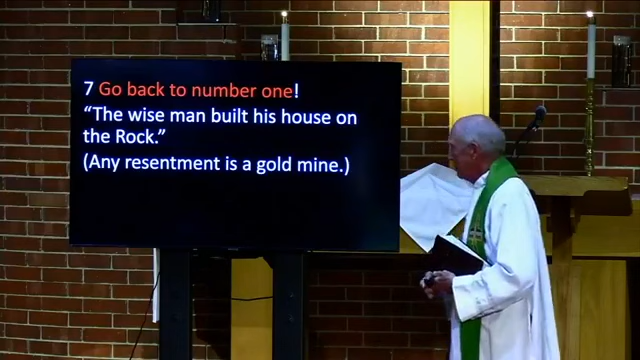 7 Go back to number one!
“The wise man built his house on
the Rock.”
(Any resentment is a gold mine.)